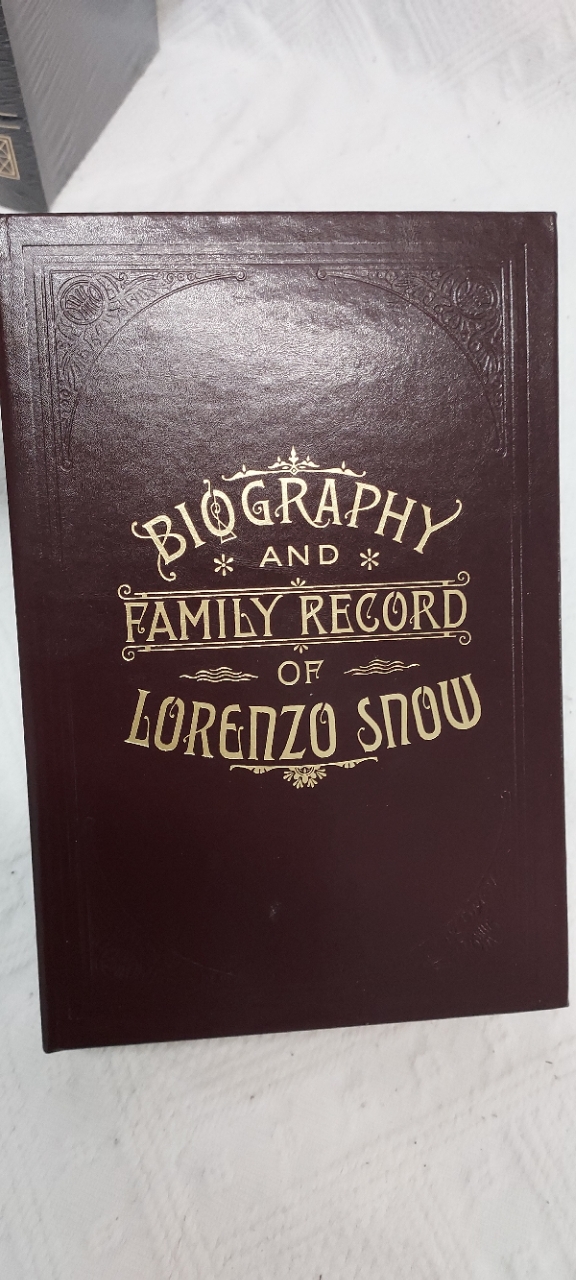 BIOGRAPHY
* AND *
FAMILY RECORD
OF
LORENZO SNOW